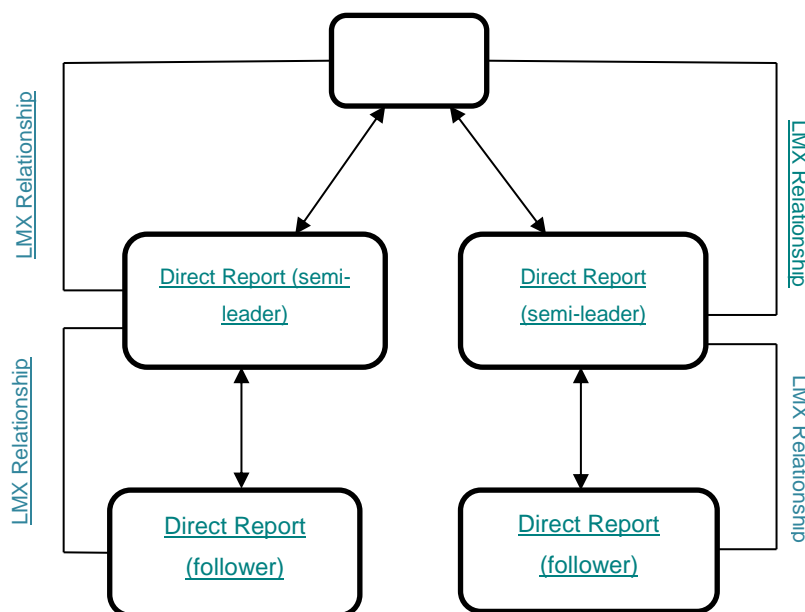 LMX Relationship
LMX Relationship
Direct Report (semi-
leader)
Direct Report
(semi-leader)
LMX Relationship
LMX Relationship
Direct Report
(follower)
Direct Report
(follower)